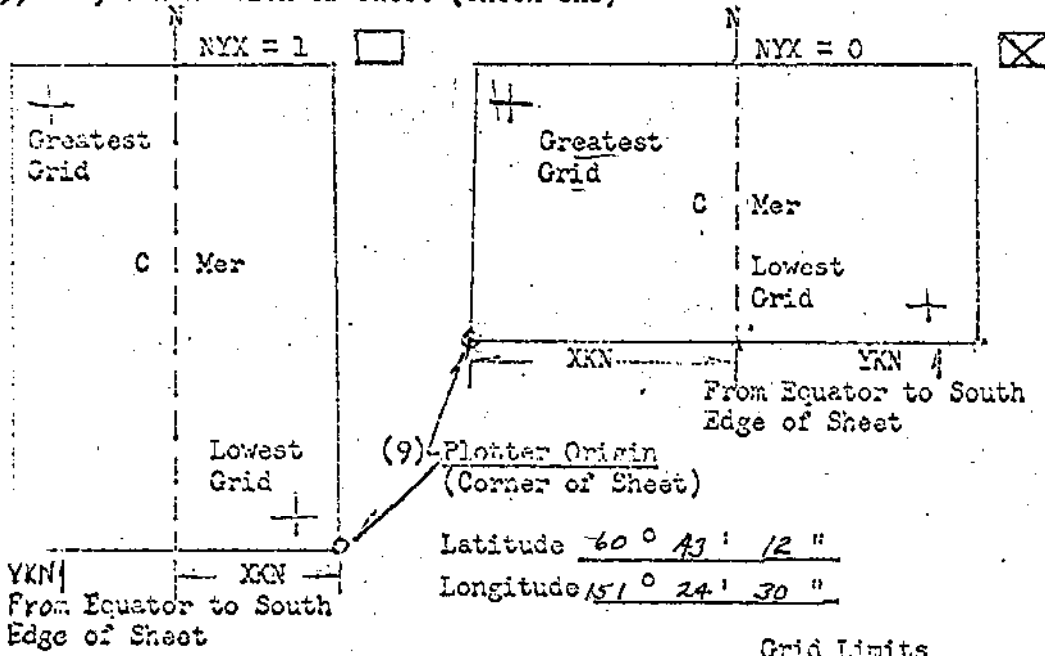 N
NYX = 1
Greatest
Grid
C Mer
Lowest
Grid
YKN
XKN
From Equator to South
Edge of Sheet
N
NYX = 0
Greatest
Grid
C Mer
Lowest
Grid
XKN
YKN
From Equator to South
Edge of Sheet
(9) Plotter Origin
(Corner of Sheet)
Latitude 60 ° 43 ' 12 "
Longitude 151 ° 24 ' 30 "
Grid Limits